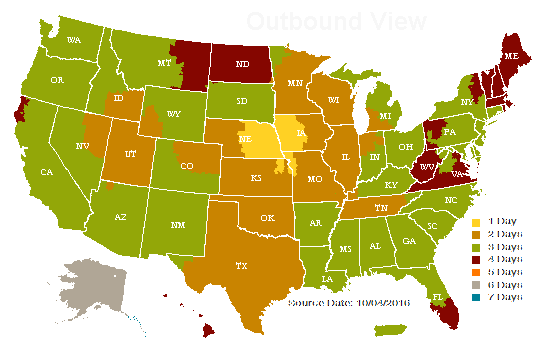 Outbound View
WA
MT
ND
ME
OR
MN
ID
SD
WI
NY
WY
MI
NE
IA
PA
NV
UT
CO
IL
IN
OH
WV
VA
CA
KS
MO
KY
NC
TN
AZ
NM
OK
AR
SC
MS
AL
GA
TX
LA
FL
1 Day
2 Days
3 Days
4 Days
5 Days
6 Days
7 Days
Source Date: 10/04/2016